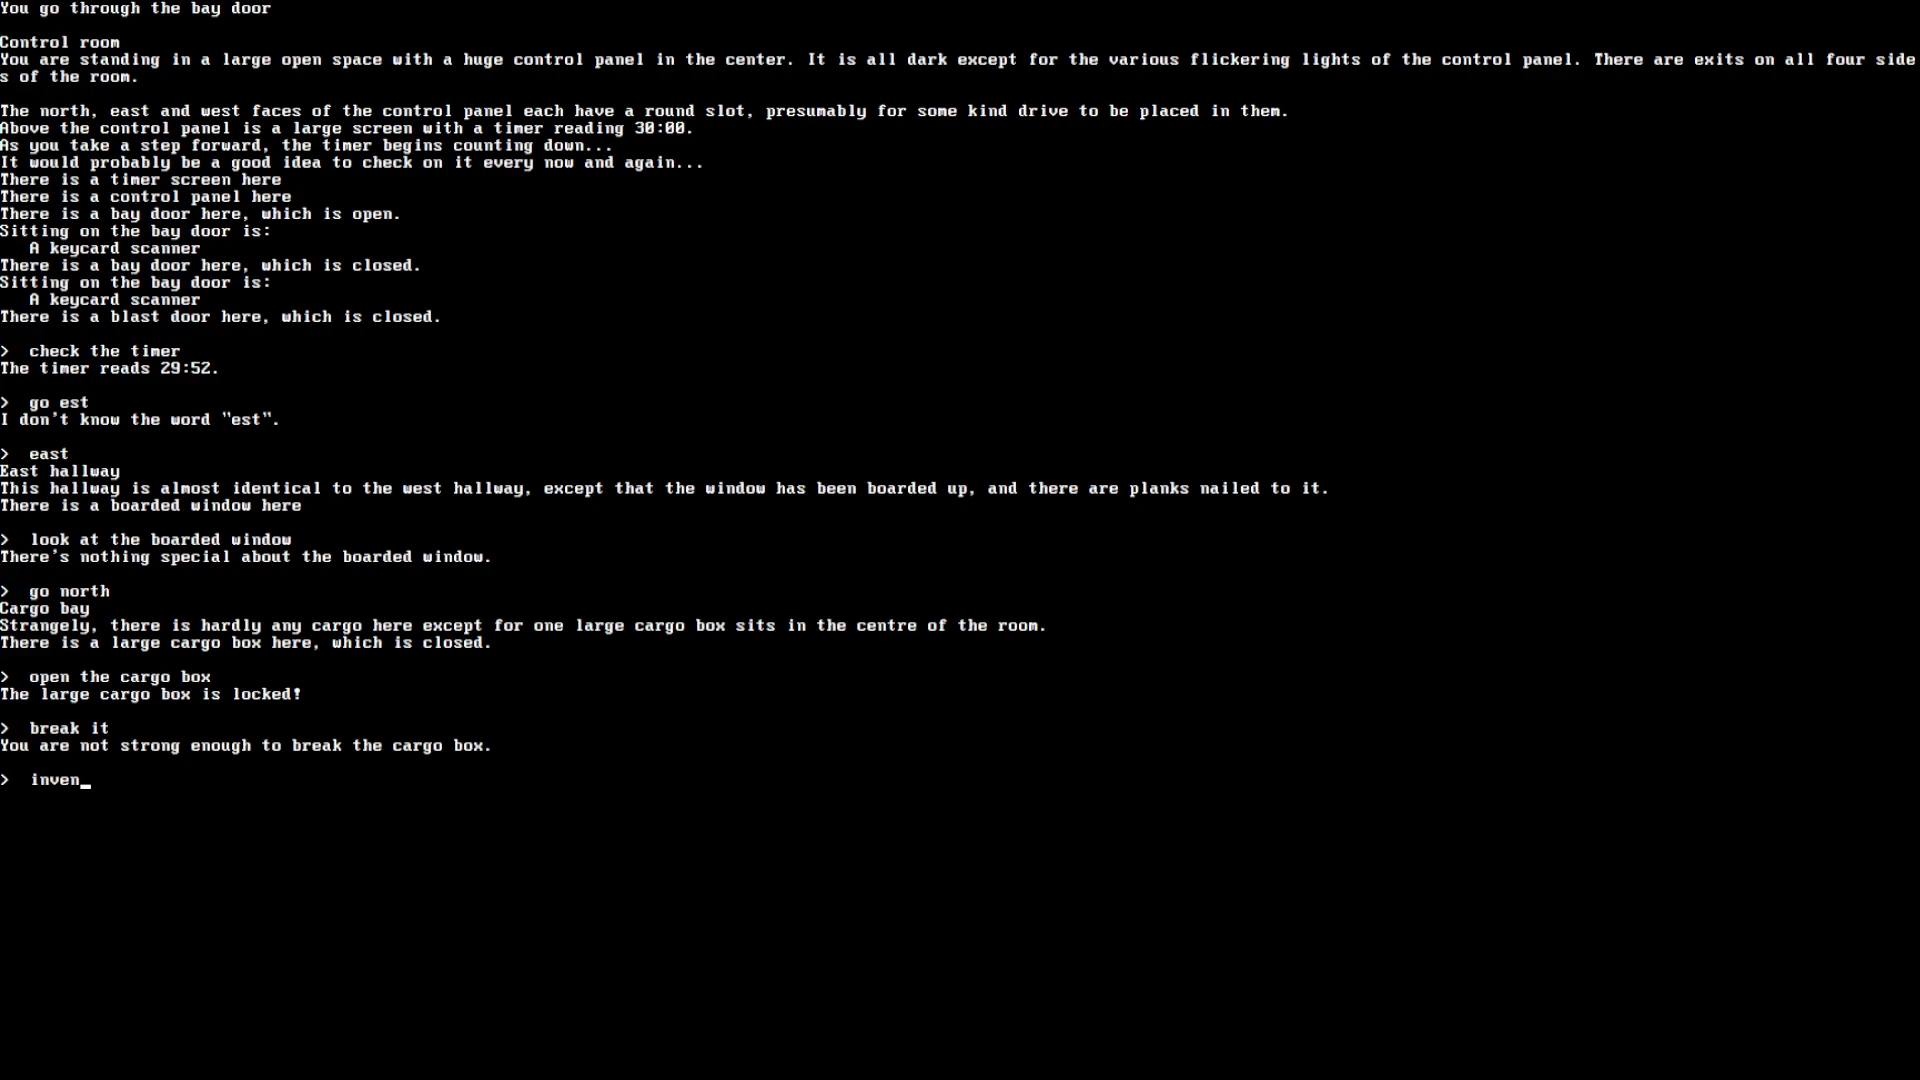 You go through the bay door
Control room
You are standing in a large open space with a huge control panel in the center. It is all dark except for the various flickering lights of the control panel. There are exits on all four side
s of the room.
The north, east and west faces of the control panel each have a round slot, presumably for some kind drive to be placed in them.
Above the control panel is a large screen with a timer reading 30:00.
As you take a step forward, the timer begins counting down...
It would probably be a good idea to check on it every now and again...
There is a timer screen here
There is a control panel here
There is a bay door here, which is open.
Sitting on the bay door is:
   A keycard scanner
There is a bay door here, which is closed.
Sitting on the bay door is:
   A keycard scanner
There is a blast door here, which is closed.
>  check the timer
The timer reads 29:52.
>  go est
I don't know the word "est".
>  east
East hallway
This hallway is almost identical to the west hallway, except that the window has been boarded up, and there are planks nailed to it.
There is a boarded window here
>  look at the boarded window
There's nothing special about the boarded window.
>  go north
Cargo bay
Strangely, there is hardly any cargo here except for one large cargo box sits in the centre of the room.
There is a large cargo box here, which is closed.
>  open the cargo box
The large cargo box is locked!
>  break it
You are not strong enough to break the cargo box.
>  inven_